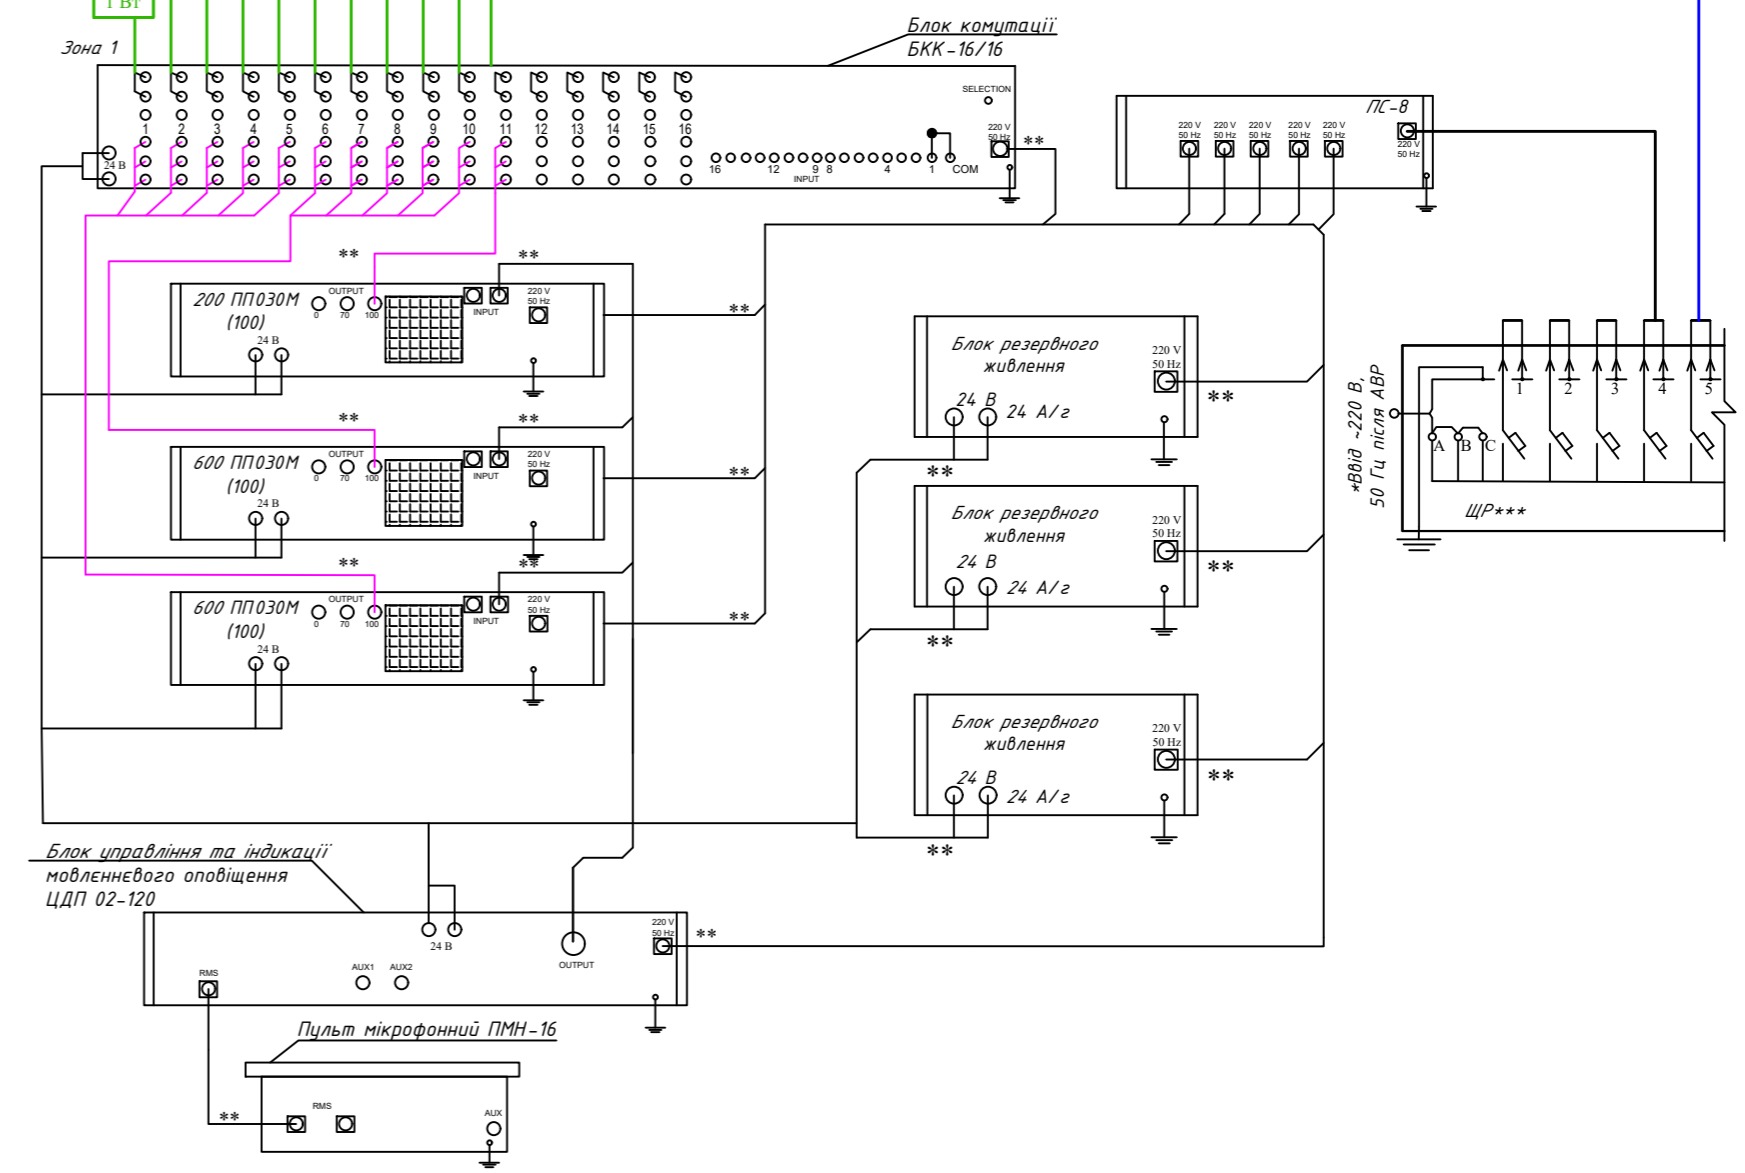 1 Вт
Зона 1
Блок комутації
БКК-16/16
SELECTION
220 V
50 Hz
**
24 В
1 2 3 4 5 6 7 8 9 10 11 12 13 14 15 16
16 12 9 8 4 1 COM
INPUT
ПС-8
220 V 220 V 220 V 220 V 220 V
50 Hz 50 Hz 50 Hz 50 Hz 50 Hz
220 V
50 Hz
** **
200 ПП030М
(100)
OUTPUT
0 70 100
24 В
INPUT
220 V
50 Hz
**
** **
600 ПП030М
(100)
OUTPUT
0 70 100
24 В
INPUT
220 V
50 Hz
**
** **
600 ПП030М
(100)
OUTPUT
0 70 100
24 В
INPUT
220 V
50 Hz
**
Блок резервного
живлення
220 V
50 Hz
24 В
24 А/г
**
**
Блок резервного
живлення
220 V
50 Hz
24 В
24 А/г
**
**
Блок резервного
живлення
220 V
50 Hz
24 В
24 А/г
**
**
*Ввід ~220 В,
50 Гц після АВР
1 2 3 4 5
A B C
ЩР***
Блок управління та індикації
мовленнєвого оповіщення
ЦДП 02-120
24 В
OUTPUT
220 V
50 Hz
**
RMS
AUX1 AUX2
Пульт мікрофонний ПМН-16
**
RMS
AUX